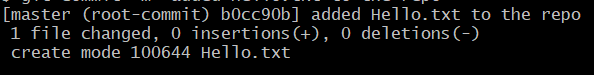 [master (root-commit) b0cc90b] added Hello.txt to the repo
1 file changed, 0 insertions(+), 0 deletions(-)
create mode 100644 Hello.txt